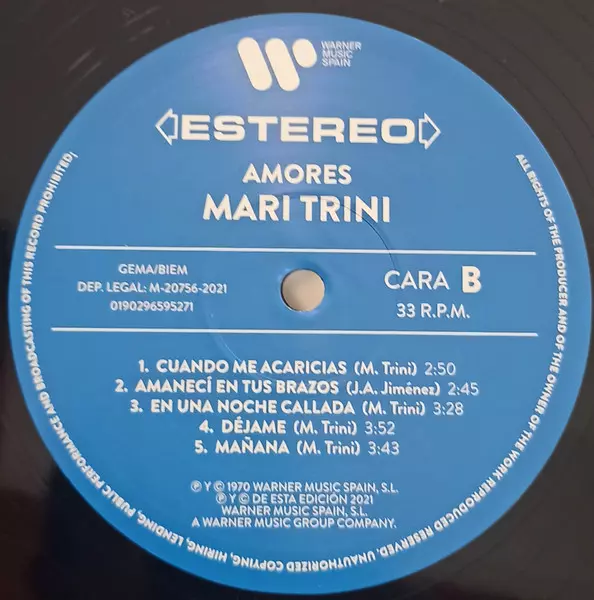 WARNER
MUSIC
SPAIN
ESTEREO
AMORES
MARI TRINI
GEMA/BIEM
DEP. LEGAL: M-20756-2021
0190296595271
CARA B
33 R.P.M.
1. CUANDO ME ACARICIAS (M. Trini) 2:50
2. AMANECÍ EN TUS BRAZOS (J.A. Jiménez) 2:45
3. EN UNA NOCHE CALLADA (M. Trini) 3:28
4. DÉJAME (M. Trini) 3:52
5. MAÑANA (M. Trini) 3:43
Ⓟ Y © 1970 WARNER MUSIC SPAIN, S.L.
Ⓟ Y © DE ESTA EDICIÓN 2021
WARNER MUSIC SPAIN, S.L.
A WARNER MUSIC GROUP COMPANY.
ALL RIGHTS OF THE PRODUCER AND OF THE OWNER OF THE WORK REPRODUCED RESERVED. UNAUTHORIZED COPYING, HIRING, LENDING, PUBLIC PERFORMANCE AND BROADCASTING OF THIS RECORD PROHIBITED;